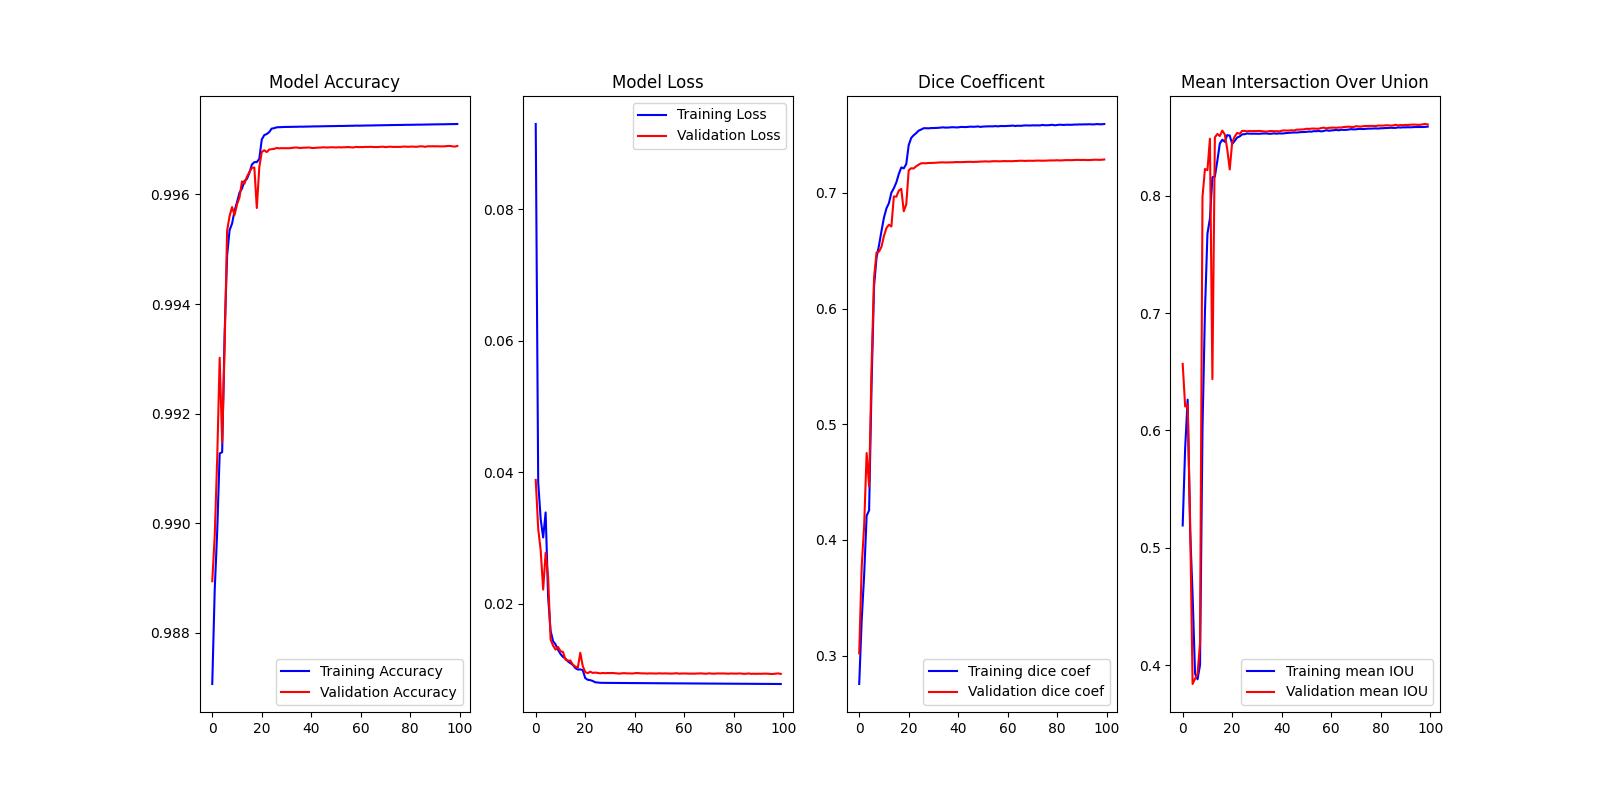 Model Accuracy
0.996
0.994
0.992
0.990
0.988
0 20 40 60 80 100
Training Accuracy
Validation Accuracy
Model Loss
0.08
0.06
0.04
0.02
0 20 40 60 80 100
Training Loss
Validation Loss
Dice Coefficent
0.7
0.6
0.5
0.4
0.3
0 20 40 60 80 100
Training dice coef
Validation dice coef
Mean Intersaction Over Union
0.8
0.7
0.6
0.5
0.4
0 20 40 60 80 100
Training mean IOU
Validation mean IOU